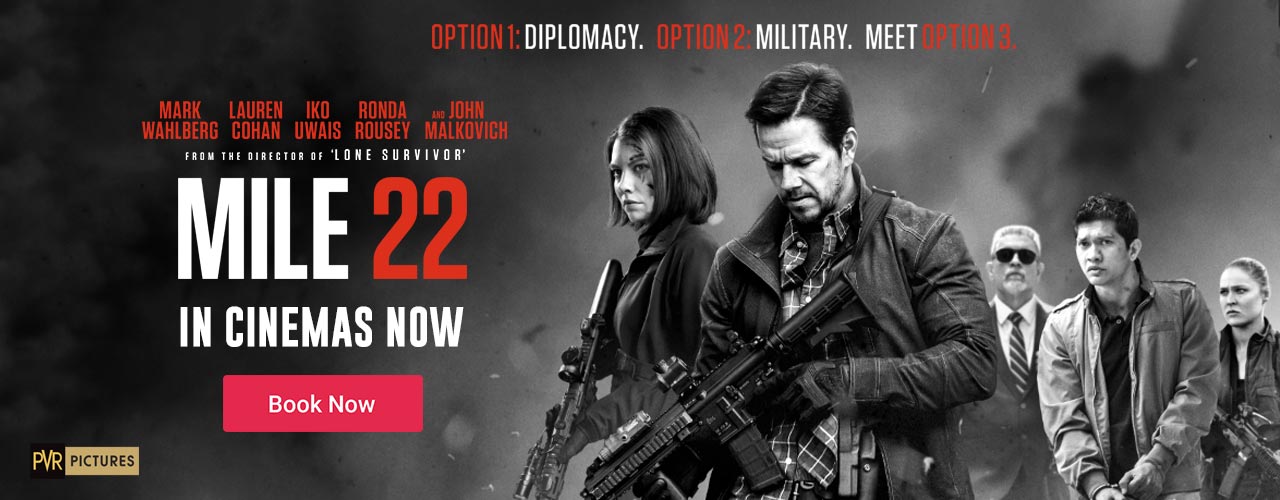 OPTION 1: DIPLOMACY. OPTION 2: MILITARY. MEET OPTION 3.
MARK WAHLBERG LAUREN COHAN IKO UWAIS RONDA ROUSEY AND JOHN MALKOVICH
FROM THE DIRECTOR OF 'LONE SURVIVOR'
MILE 22
IN CINEMAS NOW
Book Now
PVR PICTURES